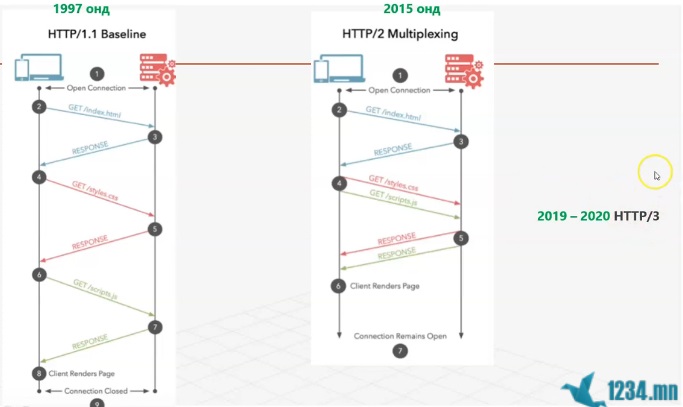 1997 онд
HTTP/1.1 Baseline
1
Open Connection
2
GET /index.html
3
RESPONSE
4
GET /styles.css
5
RESPONSE
6
GET /scripts.js
7
RESPONSE
8
Client Renders Page
Connection Closed
9
2015 онд
HTTP/2 Multiplexing
1
Open Connection
2
GET /index.html
3
RESPONSE
4
GET /styles.css
GET /scripts.js
5
RESPONSE
RESPONSE
6
Client Renders Page
Connection Remains Open
7
2019 – 2020 HTTP/3
1234.mn